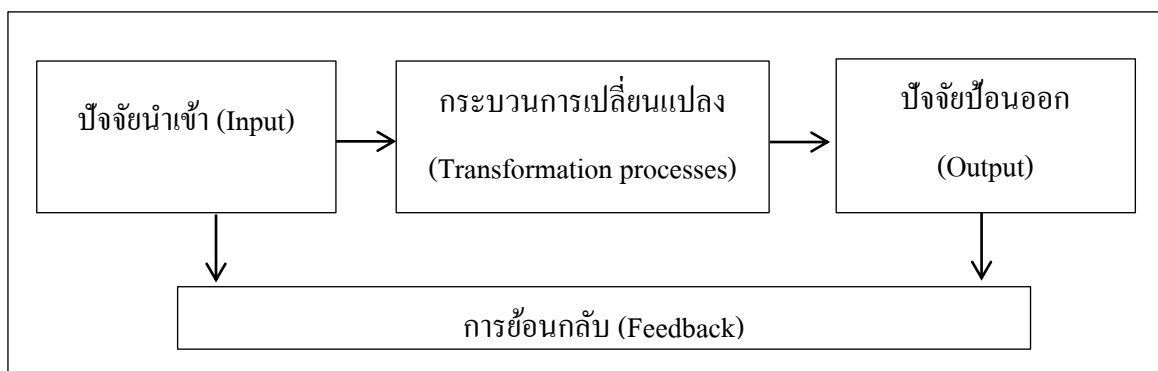 ปัจจัยนำเข้า (Input)
กระบวนการเปลี่ยนแปลง
(Transformation processes)
ปัจจัยป้อนออก
(Output)
การย้อนกลับ (Feedback)